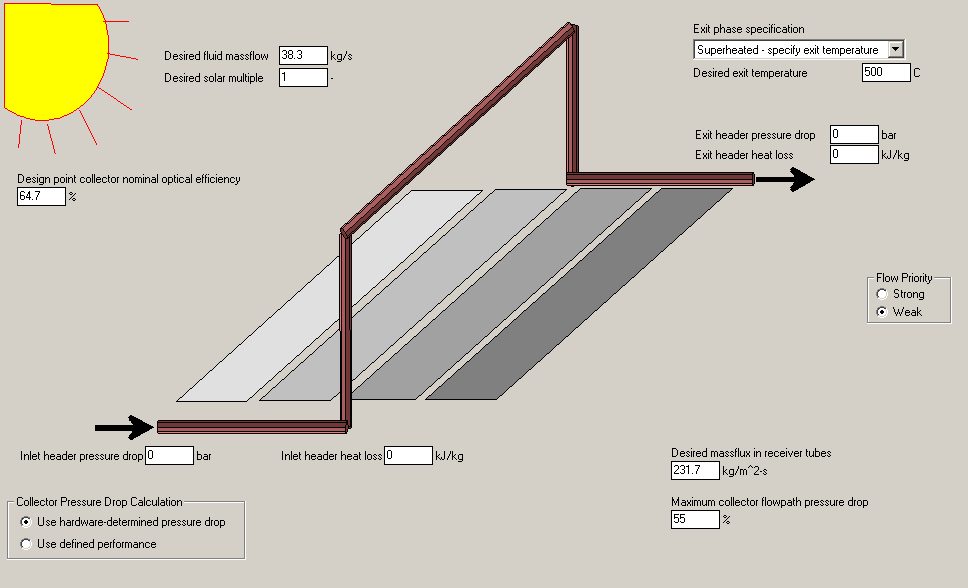 Exit phase specification
Desired fluid massflow 38.3 kg/s
Superheated - specify exit temperature
Desired solar multiple 1 -
Desired exit temperature 500 C
Exit header pressure drop 0 bar
Exit header heat loss 0 kJ/kg
Design point collector nominal optical efficiency
64.7 %
Flow Priority
Strong
Weak
Inlet header pressure drop 0 bar
Inlet header heat loss 0 kJ/kg
Desired massflux in receiver tubes
231.7 kg/m^2-s
Collector Pressure Drop Calculation
Use hardware-determined pressure drop
Use defined performance
Maximum collector flowpath pressure drop
55 %